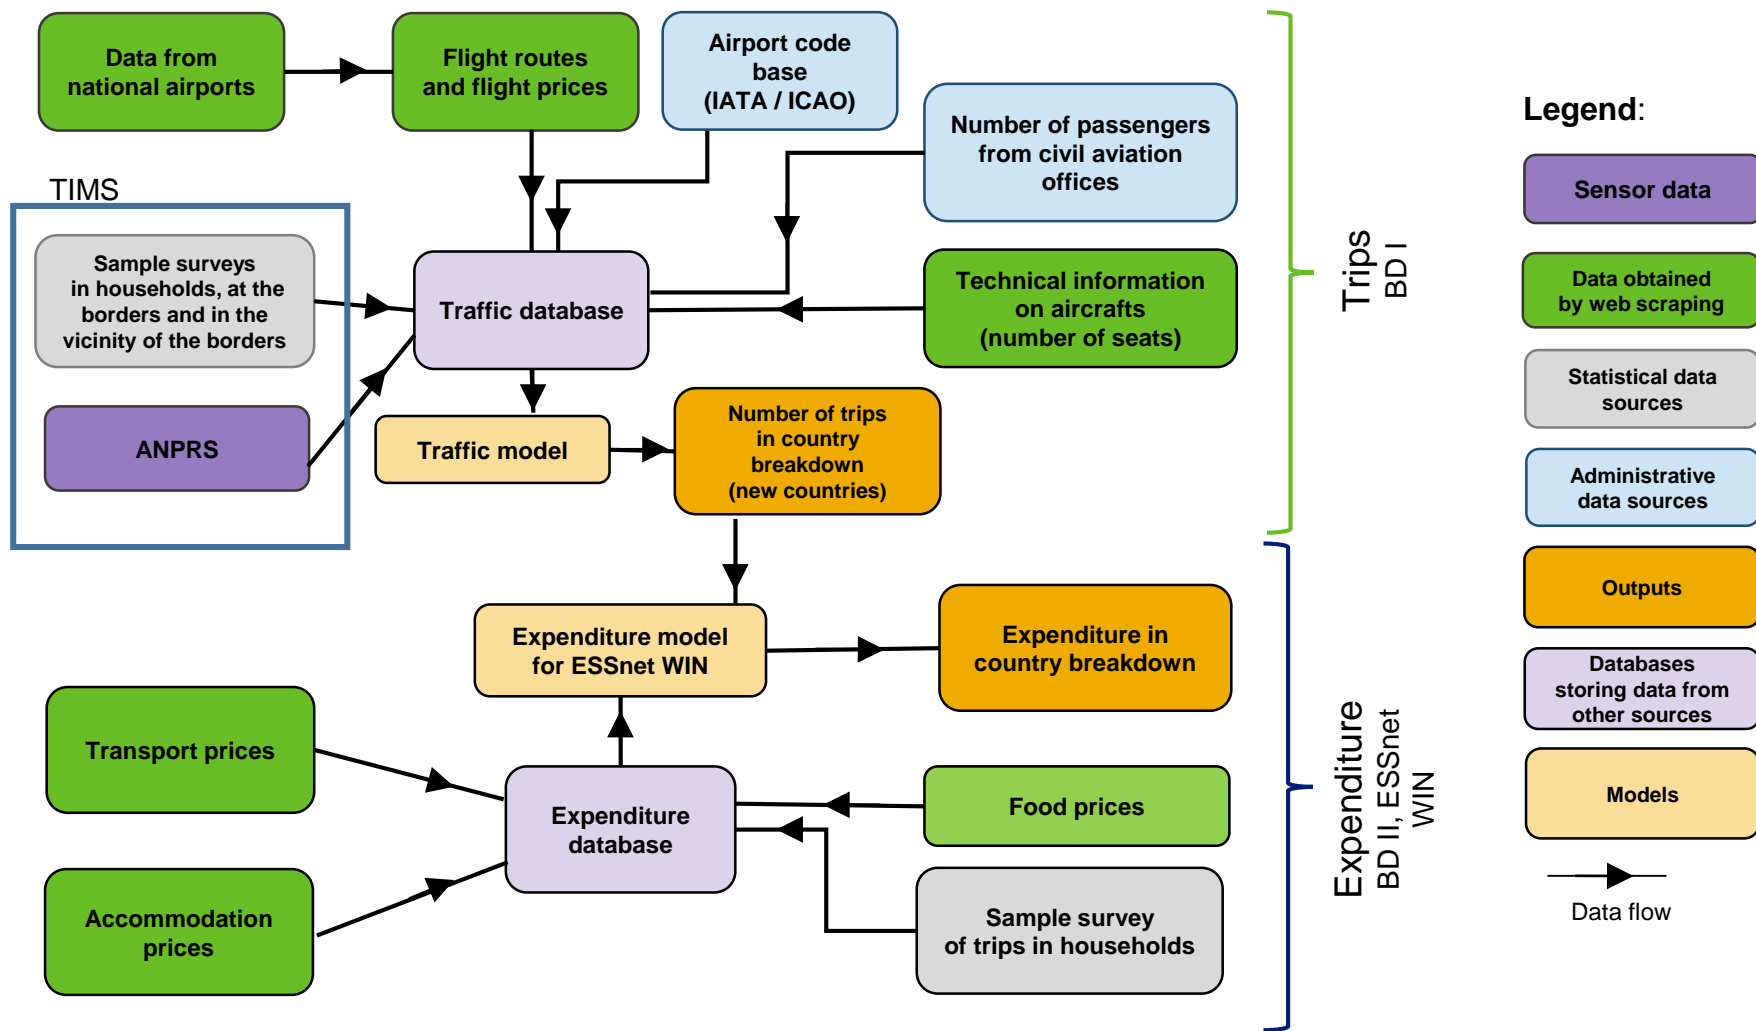 Data from
national airports
Flight routes
and flight prices
Airport code
base
(IATA / ICAO)
Number of passengers
from civil aviation
offices
TIMS
Sample surveys
in households, at the
borders and in the
vicinity of the borders
Traffic database
Technical information
on aircrafts
(number of seats)
ANPRS
Traffic model
Number of trips
in country
breakdown
(new countries)
Trips
BD I
Expenditure model
for ESSnet WIN
Expenditure in
country breakdown
Transport prices
Expenditure
database
Food prices
Accommodation
prices
Sample survey
of trips in households
Expenditure
BD II, ESSnet
WIN
Legend:
Sensor data
Data obtained
by web scraping
Statistical data
sources
Administrative
data sources
Outputs
Databases
storing data from
other sources
Models
Data flow